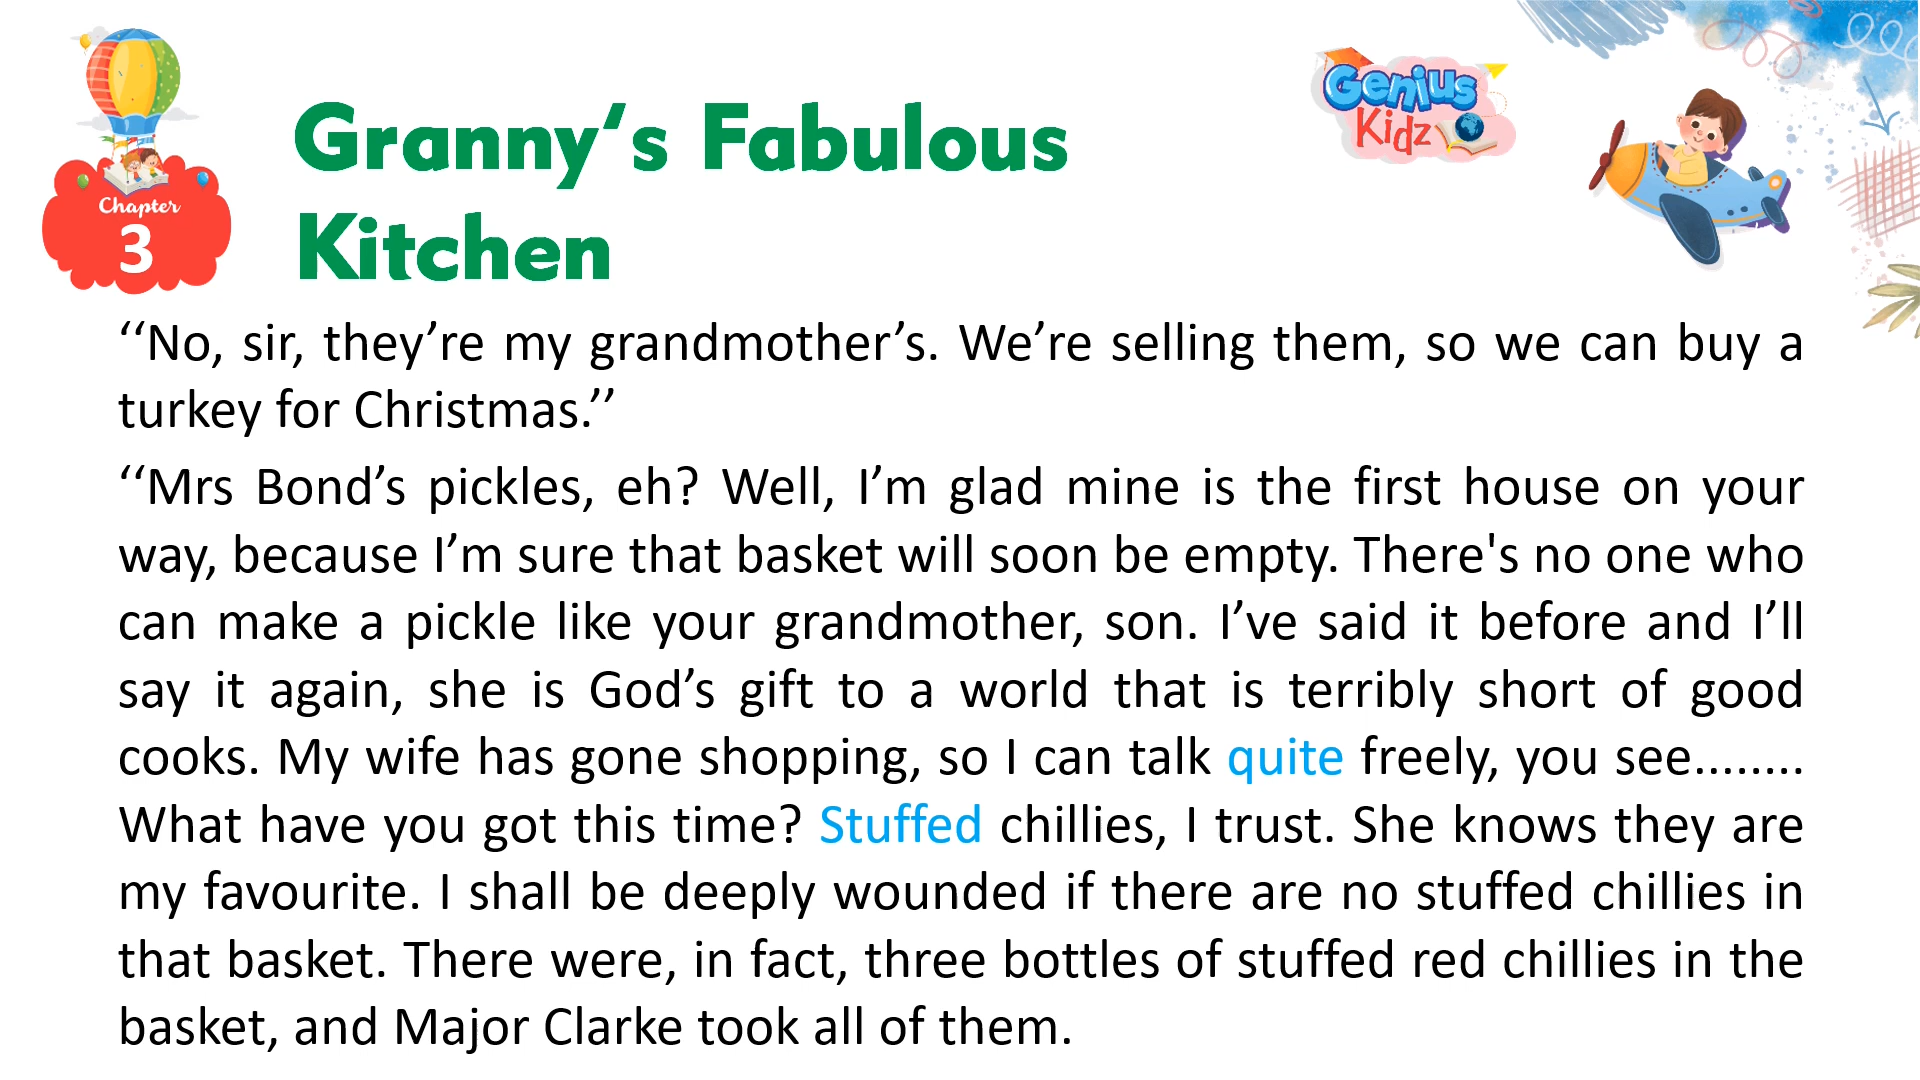 Genius
Kidz
Chapter
3
Granny‘s Fabulous
Kitchen
‘‘No, sir, they’re my grandmother’s. We’re selling them, so we can buy a
turkey for Christmas.’’
‘‘Mrs Bond’s pickles, eh? Well, I’m glad mine is the first house on your
way, because I’m sure that basket will soon be empty. There's no one who
can make a pickle like your grandmother, son. I’ve said it before and I’ll
say it again, she is God’s gift to a world that is terribly short of good
cooks. My wife has gone shopping, so I can talk quite freely, you see........
What have you got this time? Stuffed chillies, I trust. She knows they are
my favourite. I shall be deeply wounded if there are no stuffed chillies in
that basket. There were, in fact, three bottles of stuffed red chillies in the
basket, and Major Clarke took all of them.